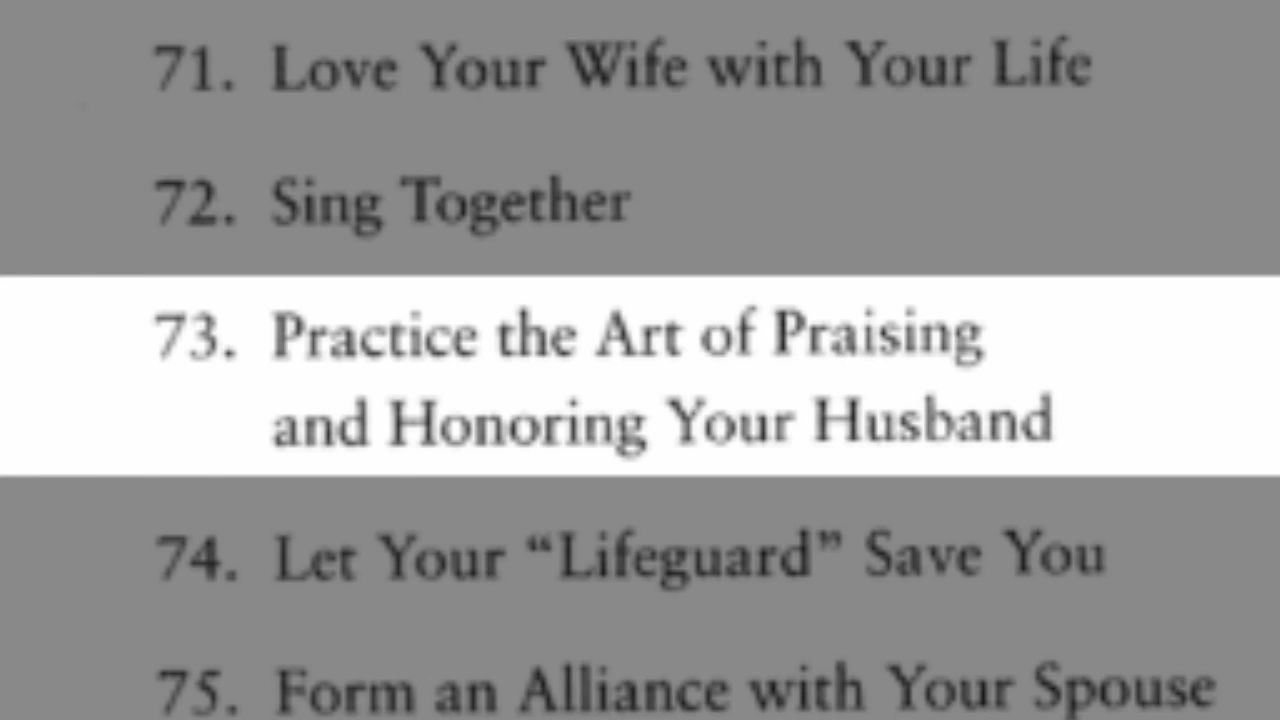 71. Love Your Wife with Your Life
72. Sing Together
73. Practice the Art of Praising
and Honoring Your Husband
74. Let Your “Lifeguard” Save You
75. Form an Alliance with Your Spouse